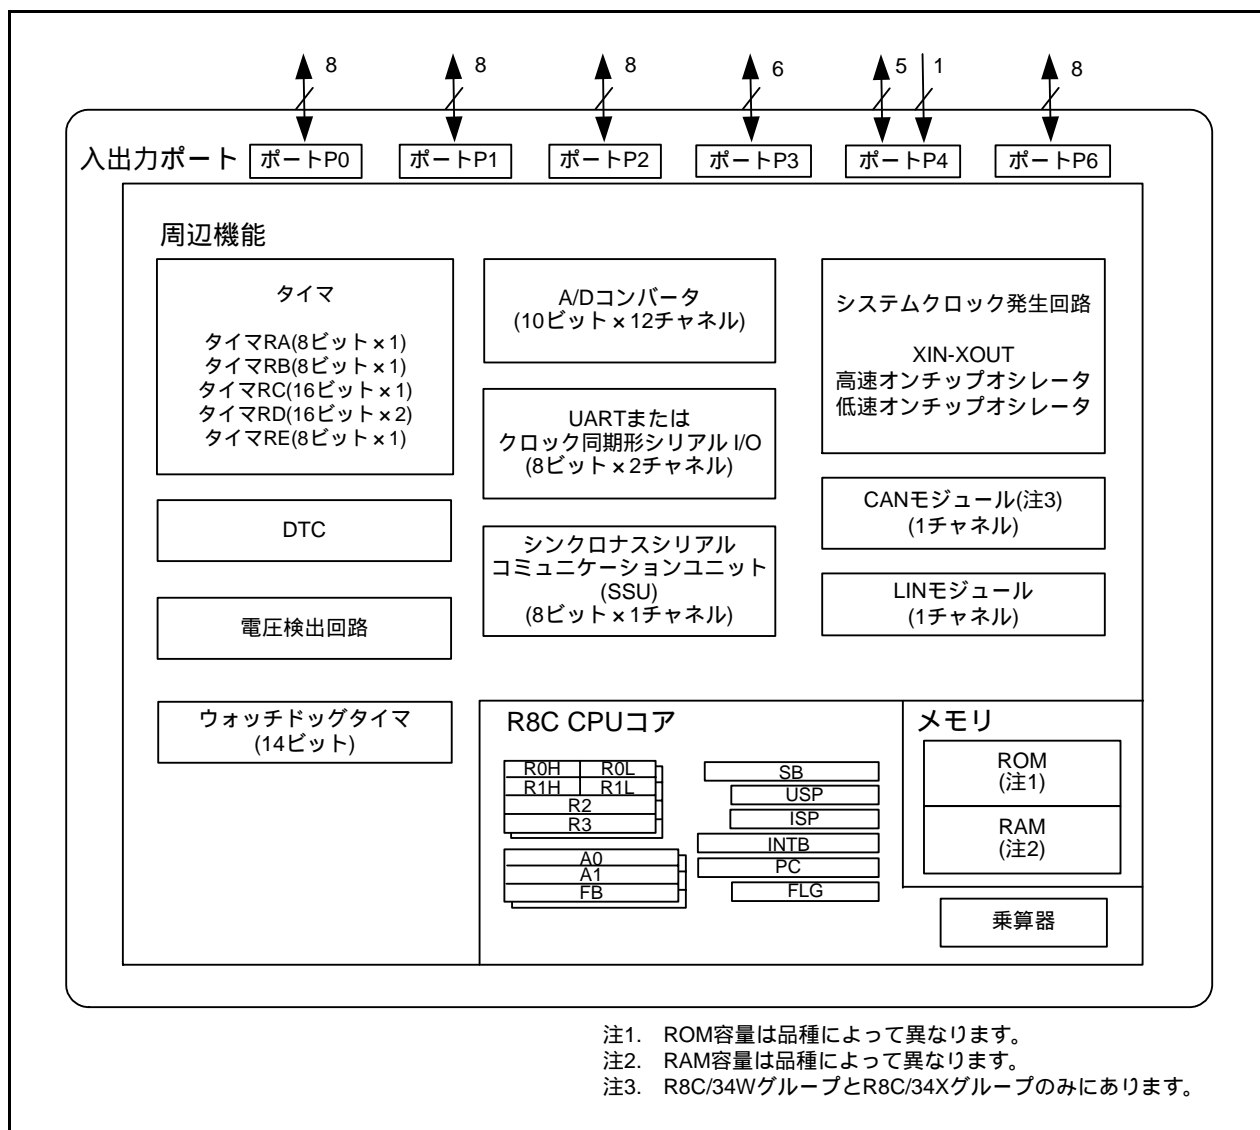 8
8
8
6
5
1
8
入出力ポート
ポートP0
ポートP1
ポートP2
ポートP3
ポートP4
ポートP6
周辺機能
タイマ
タイマRA(8ビット×1)
タイマRB(8ビット×1)
タイマRC(16ビット×1)
タイマRD(16ビット×2)
タイマRE(8ビット×1)
DTC
電圧検出回路
ウォッチドッグタイマ
(14ビット)
A/Dコンバータ
(10ビット×12チャネル)
UARTまたは
クロック同期形シリアル I/O
(8ビット×2チャネル)
シンクロナスシリアル
コミュニケーションユニット
(SSU)
(8ビット×1チャネル)
システムクロック発生回路
XIN-XOUT
高速オンチップオシレータ
低速オンチップオシレータ
CANモジュール(注3)
(1チャネル)
LINモジュール
(1チャネル)
R8C CPUコア
R0H R0L
R1H R1L
R2
R3
A0
A1
FB
SB
USP
ISP
INTB
PC
FLG
メモリ
ROM
(注1)
RAM
(注2)
乗算器
注1. ROM容量は品種によって異なります。
注2. RAM容量は品種によって異なります。
注3. R8C/34WグループとR8C/34Xグループのみにあります。